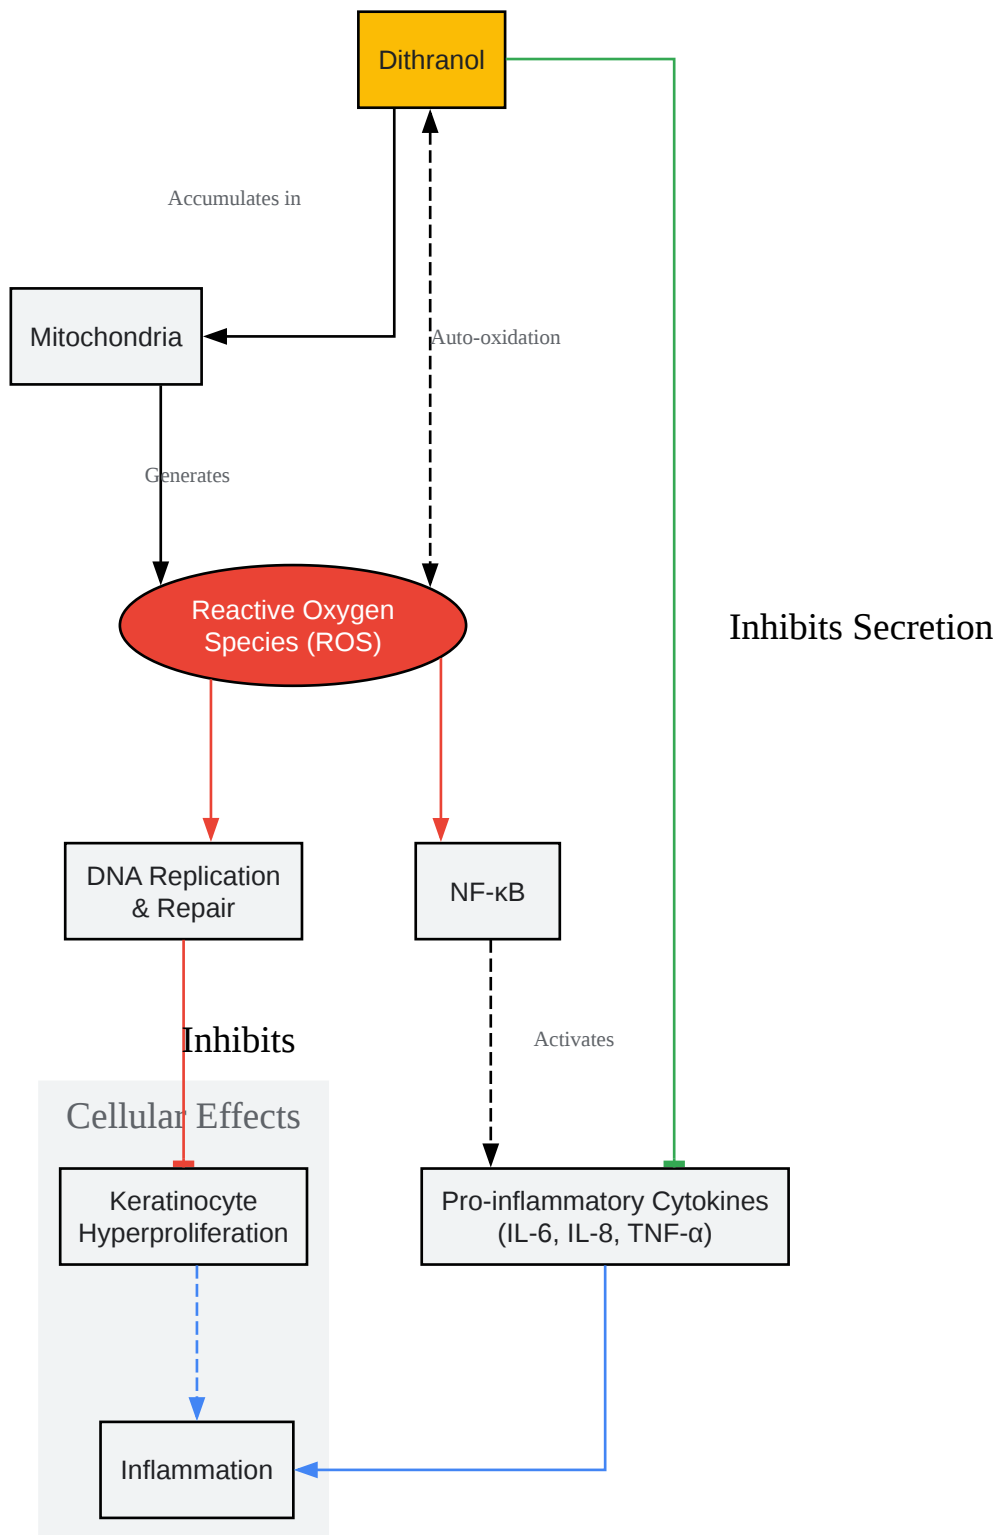 Dithranol
Accumulates in
Mitochondria
Auto-oxidation
Generates
Reactive Oxygen
Species (ROS)
Inhibits Secretion
DNA Replication
& Repair
NF-κB
Inhibits
Activates
Cellular Effects
Keratinocyte
Hyperproliferation
Pro-inflammatory Cytokines
(IL-6, IL-8, TNF-α)
Inflammation